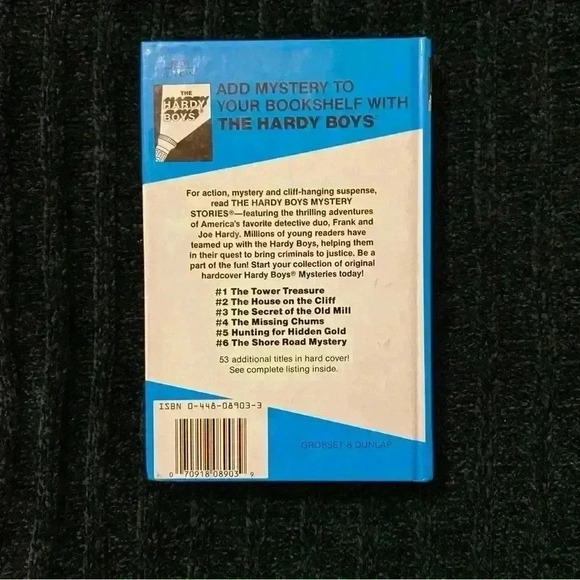 THE
HARDY
BOYS®
ADD MYSTERY TO
YOUR BOOKSHELF WITH
THE HARDY BOYS®
For action, mystery and cliff-hanging suspense,
read THE HARDY BOYS MYSTERY
STORIES®—featuring the thrilling adventures
of America's favorite detective duo, Frank and
Joe Hardy. Millions of young readers have
teamed up with the Hardy Boys, helping them
in their quest to bring criminals to justice. Be a
part of the fun! Start your collection of original
hardcover Hardy Boys® Mysteries today!
#1 The Tower Treasure
#2 The House on the Cliff
#3 The Secret of the Old Mill
#4 The Missing Chums
#5 Hunting for Hidden Gold
#6 The Shore Road Mystery
53 additional titles in hard cover!
See complete listing inside.
ISBN 0-448-08903-3
0 70918 08903 9
GROSSET & DUNLAP